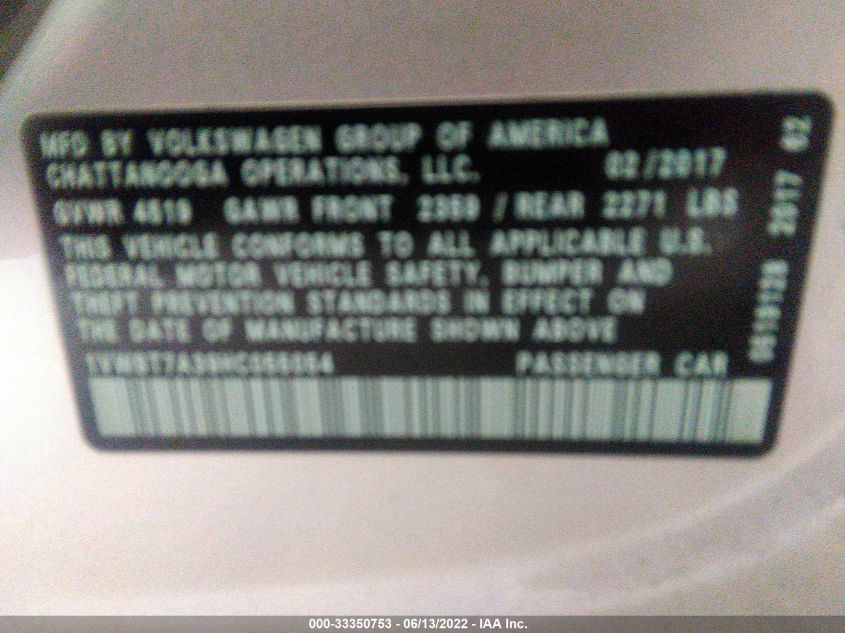 MFD BY VOLKSWAGEN GROUP OF AMERICA
CHATTANOOGA OPERATIONS, LLC. 02/2017
GVWR GAWR FRONT / REAR 2271 LBS
THIS VEHICLE CONFORMS TO ALL APPLICABLE U.S.
FEDERAL MOTOR VEHICLE SAFETY, BUMPER AND
THEFT PREVENTION STANDARDS IN EFFECT ON
THE DATE OF MANUFACTURE SHOWN ABOVE
PASSENGER CAR
2017 02
000-33350753 - 06/13/2022 - IAA Inc.